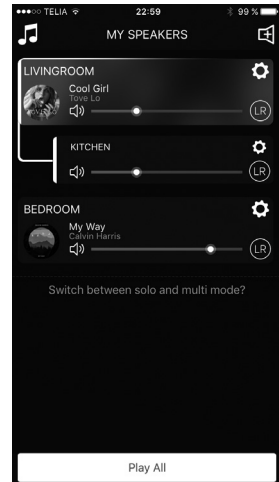 TELIA 22:59 99 %
MY SPEAKERS
LIVINGROOM
Cool Girl
Tove Lo
LR
KITCHEN
LR
BEDROOM
My Way
Calvin Harris
LR
Switch between solo and multi mode?
Play All